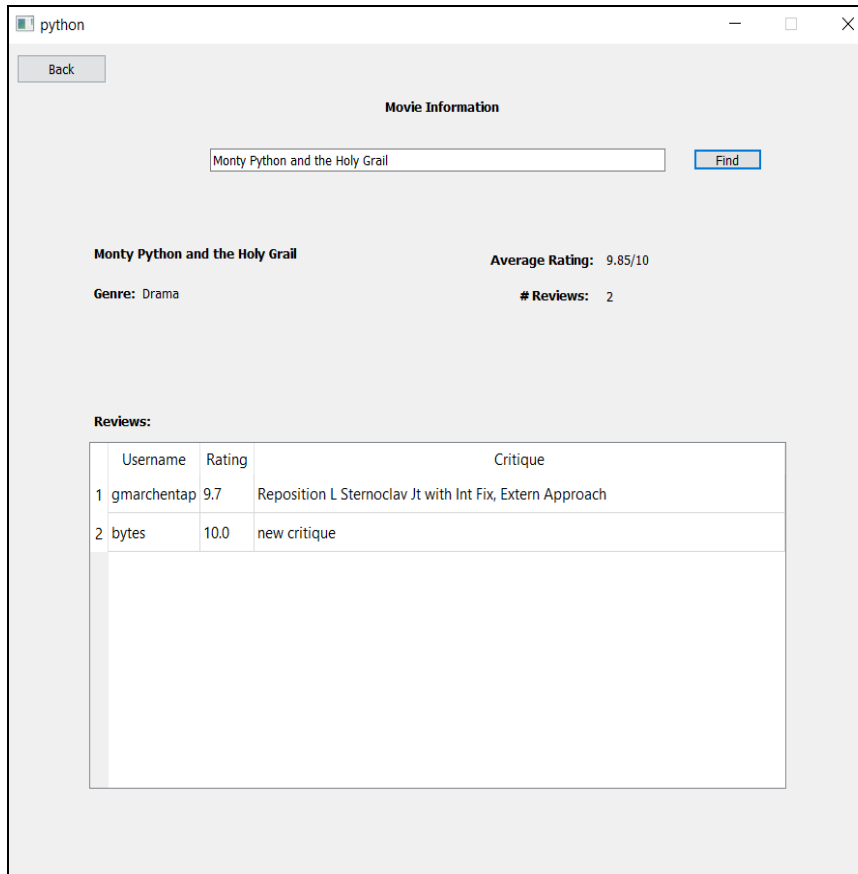 python
Back
Movie Information
Monty Python and the Holy Grail Find
Monty Python and the Holy Grail
Average Rating: 9.85/10
Genre: Drama
# Reviews: 2
Reviews:
Username Rating Critique
1 gmarchentap 9.7 Reposition L Sternoclav Jt with Int Fix, Extern Approach
2 bytes 10.0 new critique